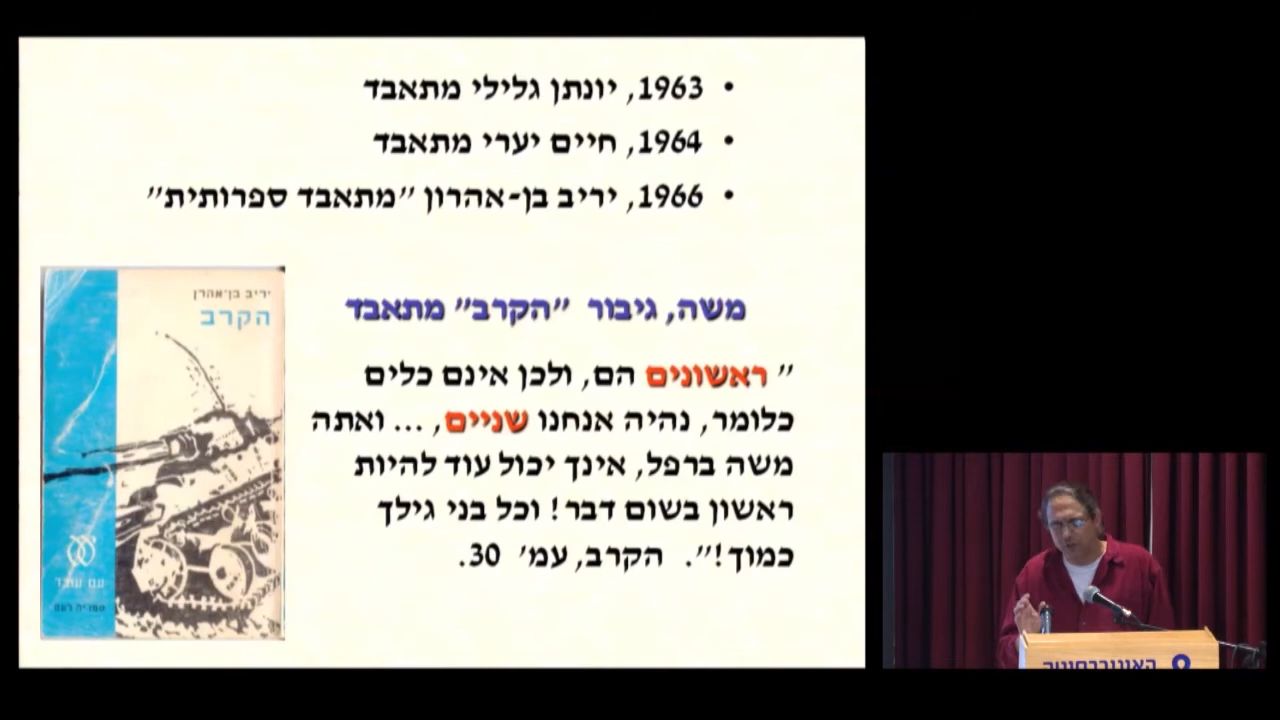 • 1963, יונתן גלילי מתאבד
• 1964, חיים יערי מתאבד
• 1966, יריב בן-אהרון ״מתאבד ספרותית״
משה, גיבור ״הקרב״ מתאבד
״ ראשונים הם, ולכן אינם כלים
כלומר, נהיה אנחנו שניים, ... ואתה
משה ברפל, אינך יכול עוד להיות
ראשון בשום דבר! וכל בני גילך
כמוך!״. הקרב, עמ׳ 30.
יריב בן־אהרן
הקרב
עם עובד
ספריה לעם
האוניברסיטה